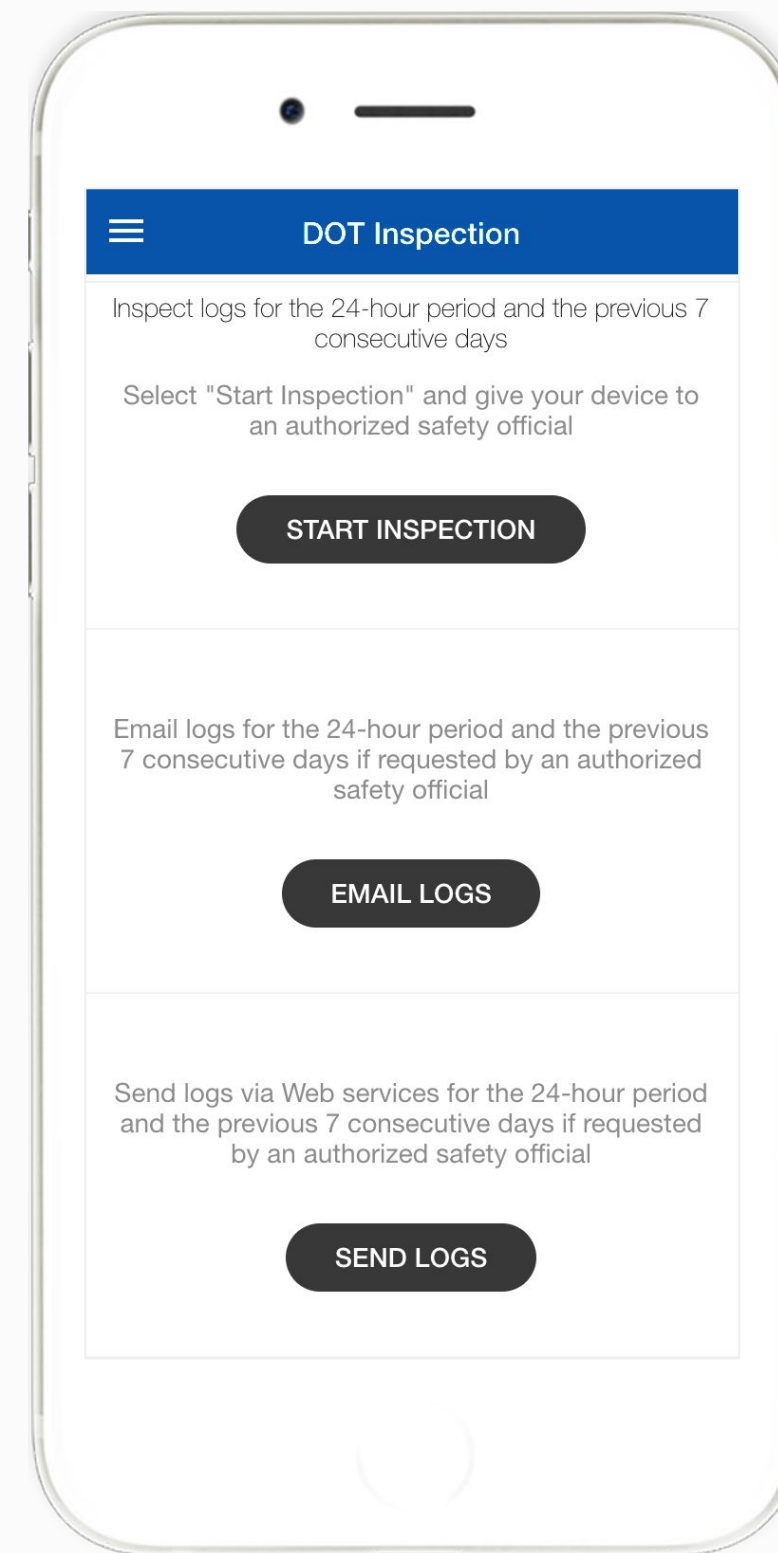 DOT Inspection
Inspect logs for the 24-hour period and the previous 7
consecutive days
Select "Start Inspection" and give your device to
an authorized safety official
START INSPECTION
Email logs for the 24-hour period and the previous
7 consecutive days if requested by an authorized
safety official
EMAIL LOGS
Send logs via Web services for the 24-hour period
and the previous 7 consecutive days if requested
by an authorized safety official
SEND LOGS